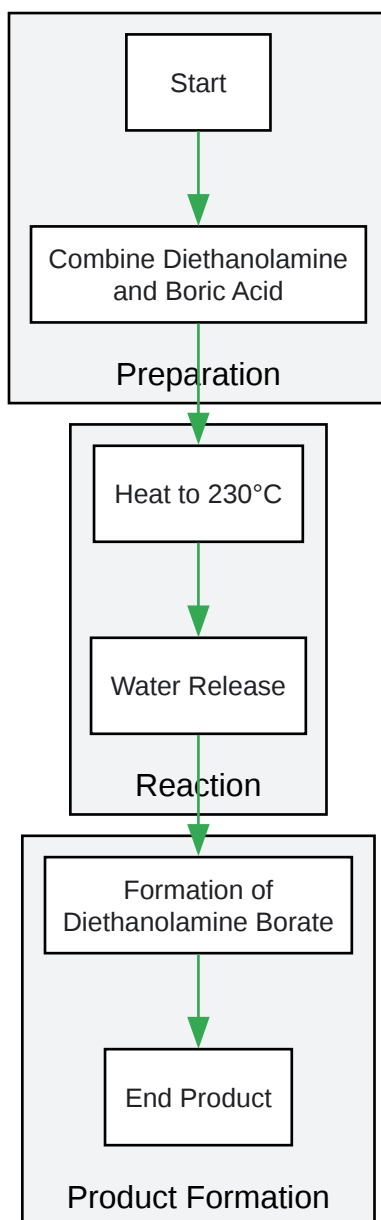 Start
Combine Diethanolamine
and Boric Acid
Preparation
Heat to 230°C
Water Release
Reaction
Formation of
Diethanolamine Borate
End Product
Product Formation